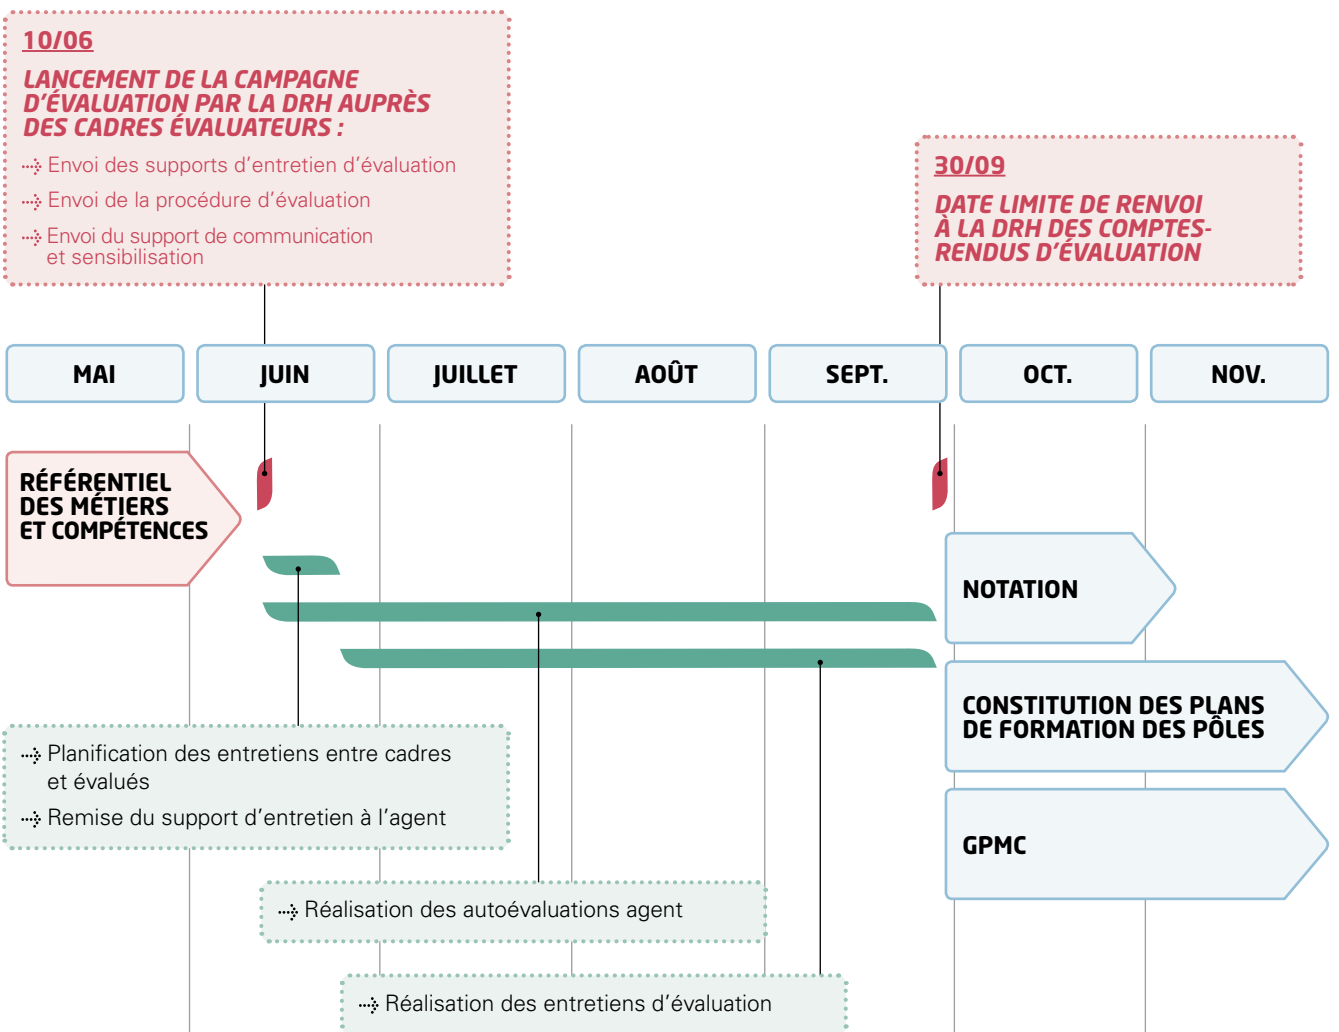 10/06
LANCEMENT DE LA CAMPAGNE
D'ÉVALUATION PAR LA DRH AUPRÈS
DES CADRES ÉVALUATEURS :
Envoi des supports d'entretien d'évaluation
Envoi de la procédure d'évaluation
Envoi du support de communication
et sensibilisation
30/09
DATE LIMITE DE RENVOI
À LA DRH DES COMPTES-
RENDUS D'ÉVALUATION
MAI
JUIN
JUILLET
AOÛT
SEPT.
OCT.
NOV.
RÉFÉRENTIEL
DES MÉTIERS
ET COMPÉTENCES
NOTATION
CONSTITUTION DES PLANS
DE FORMATION DES PÔLES
GPMC
Planification des entretiens entre cadres
et évalués
Remise du support d'entretien à l'agent
Réalisation des autoévaluations agent
Réalisation des entretiens d'évaluation